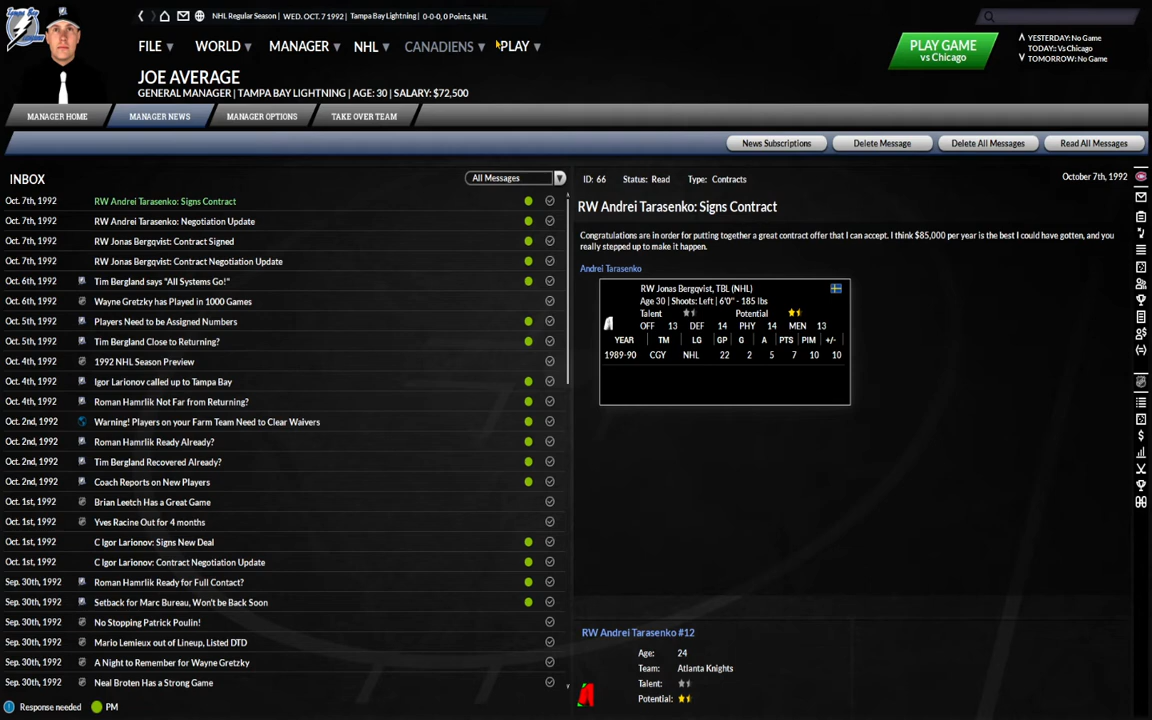 NHL Regular Season | WED. OCT. 7 1992 | Tampa Bay Lightning | 0-0-0, 0 Points, NHL
FILE WORLD MANAGER NHL CANADIENS PLAY
PLAY GAME
vs Chicago
YESTERDAY: No Game
TODAY: Vs Chicago
TOMORROW: No Game
JOE AVERAGE
GENERAL MANAGER | TAMPA BAY LIGHTNING | AGE: 30 | SALARY: $72,500
MANAGER HOME MANAGER NEWS MANAGER OPTIONS TAKE OVER TEAM
News Subscriptions Delete Message Delete All Messages Read All Messages
INBOX All Messages
Oct. 7th, 1992 RW Andrei Tarasenko: Signs Contract
Oct. 7th, 1992 RW Andrei Tarasenko: Negotiation Update
Oct. 7th, 1992 RW Jonas Bergqvist: Contract Signed
Oct. 7th, 1992 RW Jonas Bergqvist: Contract Negotiation Update
Oct. 6th, 1992 Tim Bergland says "All Systems Go!"
Oct. 6th, 1992 Wayne Gretzky has Played in 1000 Games
Oct. 5th, 1992 Players Need to be Assigned Numbers
Oct. 5th, 1992 Tim Bergland Close to Returning?
Oct. 4th, 1992 1992 NHL Season Preview
Oct. 4th, 1992 Igor Larionov called up to Tampa Bay
Oct. 4th, 1992 Roman Hamrlik Not Far from Returning?
Oct. 2nd, 1992 Warning! Players on your Farm Team Need to Clear Waivers
Oct. 2nd, 1992 Roman Hamrlik Ready Already?
Oct. 2nd, 1992 Tim Bergland Recovered Already?
Oct. 2nd, 1992 Coach Reports on New Players
Oct. 1st, 1992 Brian Leetch Has a Great Game
Oct. 1st, 1992 Yves Racine Out for 4 months
Oct. 1st, 1992 C Igor Larionov: Signs New Deal
Oct. 1st, 1992 C Igor Larionov: Contract Negotiation Update
Sep. 30th, 1992 Roman Hamrlik Ready for Full Contact?
Sep. 30th, 1992 Setback for Marc Bureau, Won't be Back Soon
Sep. 30th, 1992 No Stopping Patrick Poulin!
Sep. 30th, 1992 Mario Lemieux out of Lineup, Listed DTD
Sep. 30th, 1992 A Night to Remember for Wayne Gretzky
Sep. 30th, 1992 Neal Broten Has a Strong Game
Response needed PM
ID: 66 Status: Read Type: Contracts October 7th, 1992
RW Andrei Tarasenko: Signs Contract
Congratulations are in order for putting together a great contract offer that I can accept. I think $85,000 per year is the best I could have gotten, and you
really stepped up to make it happen.
Andrei Tarasenko
RW Jonas Bergqvist, TBL (NHL)
Age 30 | Shoots: Left | 6'0" - 185 lbs
Talent Potential
OFF 13 DEF 14 PHY 14 MEN 13
YEAR TM LG GP G A PTS PIM +/-
1989-90 CGY NHL 22 2 5 7 10 10
RW Andrei Tarasenko #12
Age: 24
Team: Atlanta Knights
Talent:
Potential: